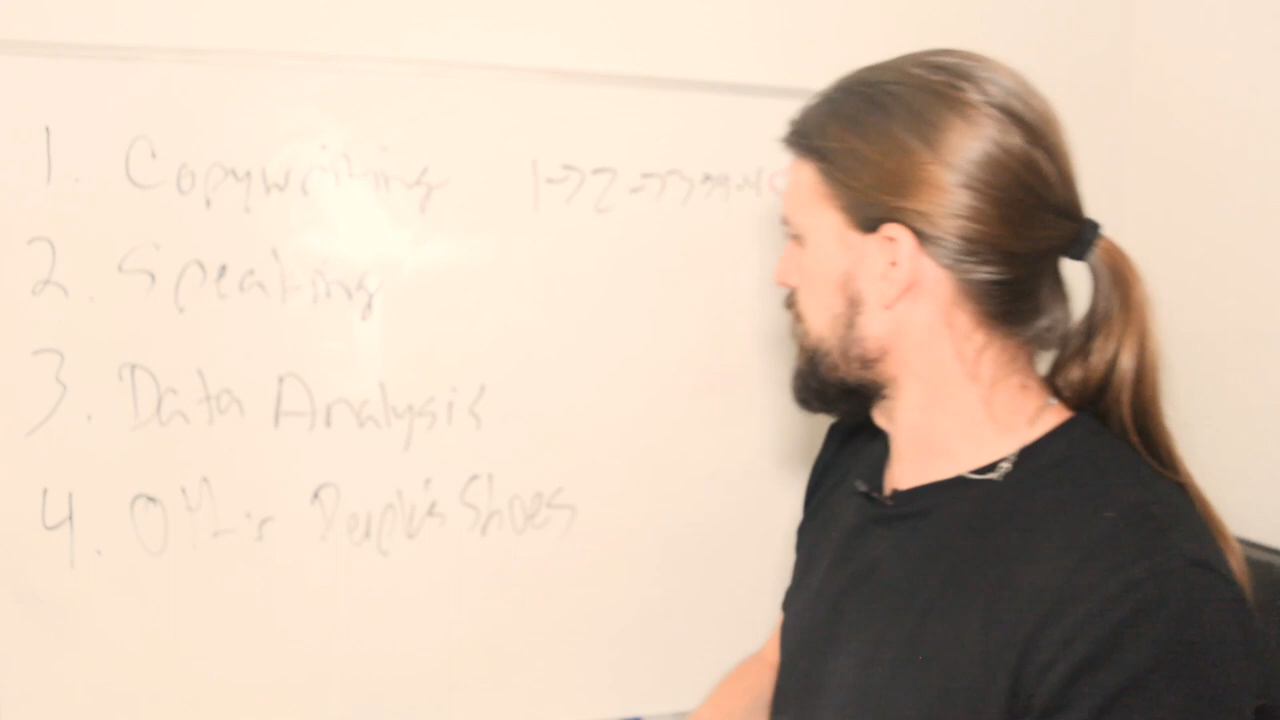 1. Copywriting
2. Speaking
3. Data Analysis
4. Other People's Shoes